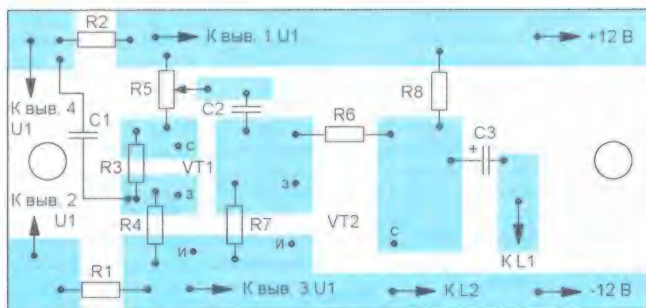 R2
К выв. 1 U1
+12 В
R5
R8
К выв. 4
U1
C1
C2
R6
C3
+
R3
с
VT1
К выв. 2
U1
з
з
R4
R7
VT2
и
и
с
К L1
R1
К выв. 3 U1
К L2
-12 В